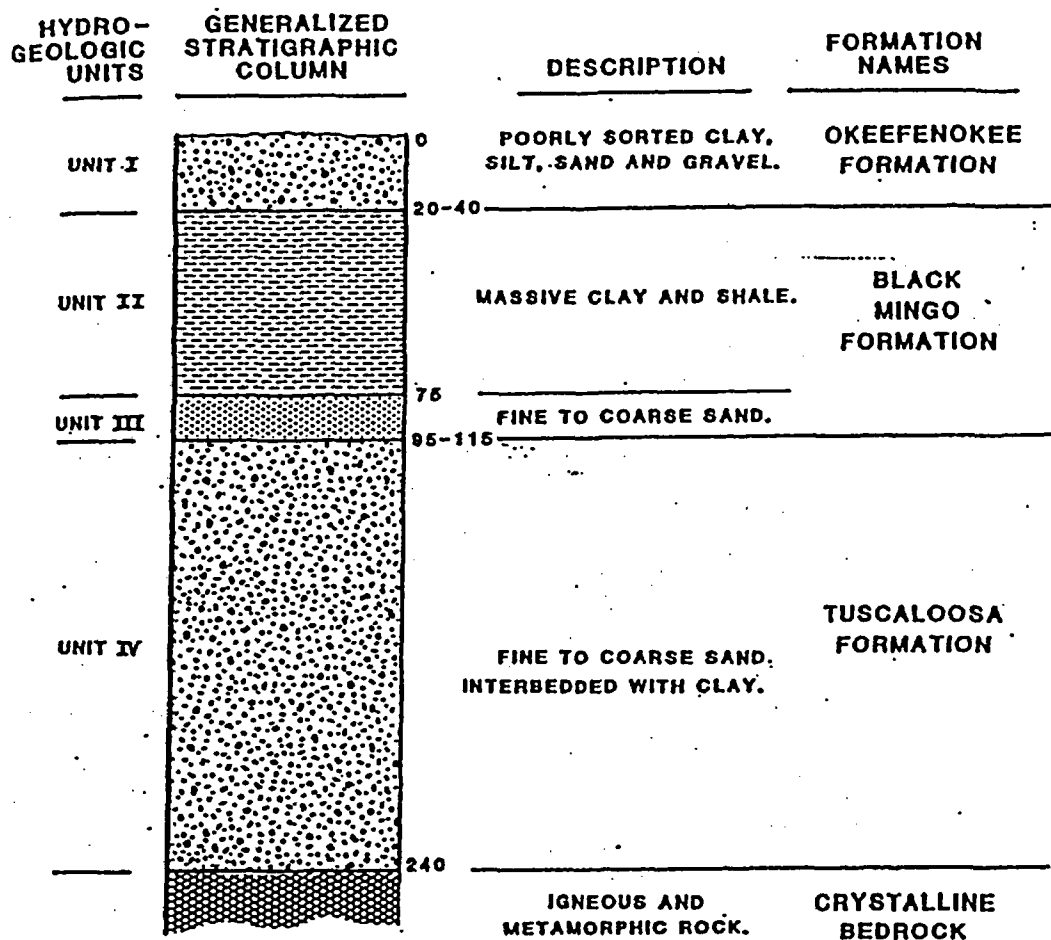 HYDRO-
GEOLOGIC
UNITS
GENERALIZED
STRATIGRAPHIC
COLUMN
DESCRIPTION
FORMATION
NAMES
UNIT I
0
POORLY SORTED CLAY,
SILT, SAND AND GRAVEL.
OKEEFENOKEE
FORMATION
20-40
UNIT II
MASSIVE CLAY AND SHALE.
BLACK
MINGO
FORMATION
75
UNIT III
FINE TO COARSE SAND.
95-115
UNIT IV
FINE TO COARSE SAND.
INTERBEDDED WITH CLAY.
TUSCALOOSA
FORMATION
240
IGNEOUS AND
METAMORPHIC ROCK.
CRYSTALLINE
BEDROCK